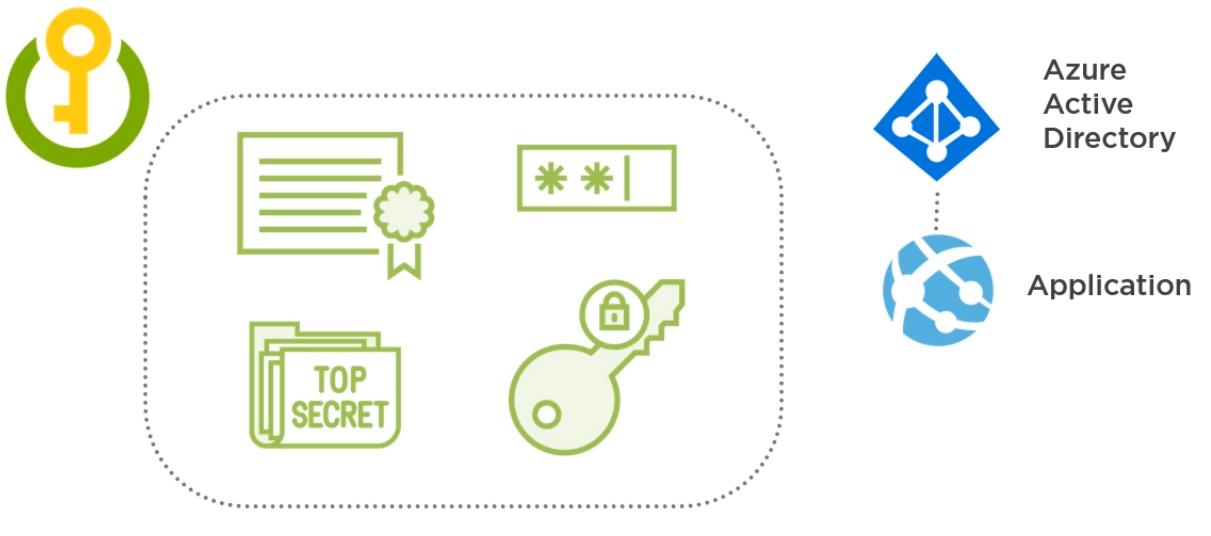 Azure
Active
Directory
Application
TOP
SECRET